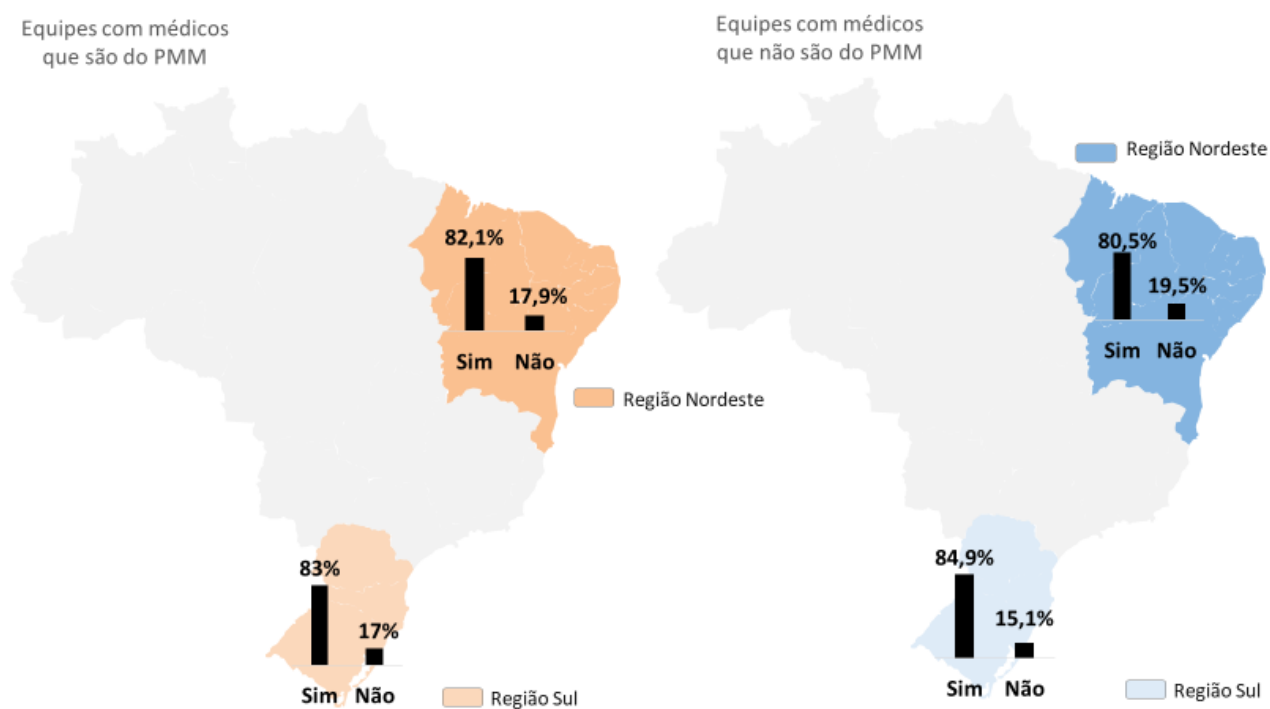 Equipes com médicos
que são do PMM
82,1%
17,9%
Sim Não
Região Nordeste
83%
17%
Sim Não
Região Sul
Equipes com médicos
que não são do PMM
Região Nordeste
80,5%
19,5%
Sim Não
84,9%
15,1%
Sim Não
Região Sul